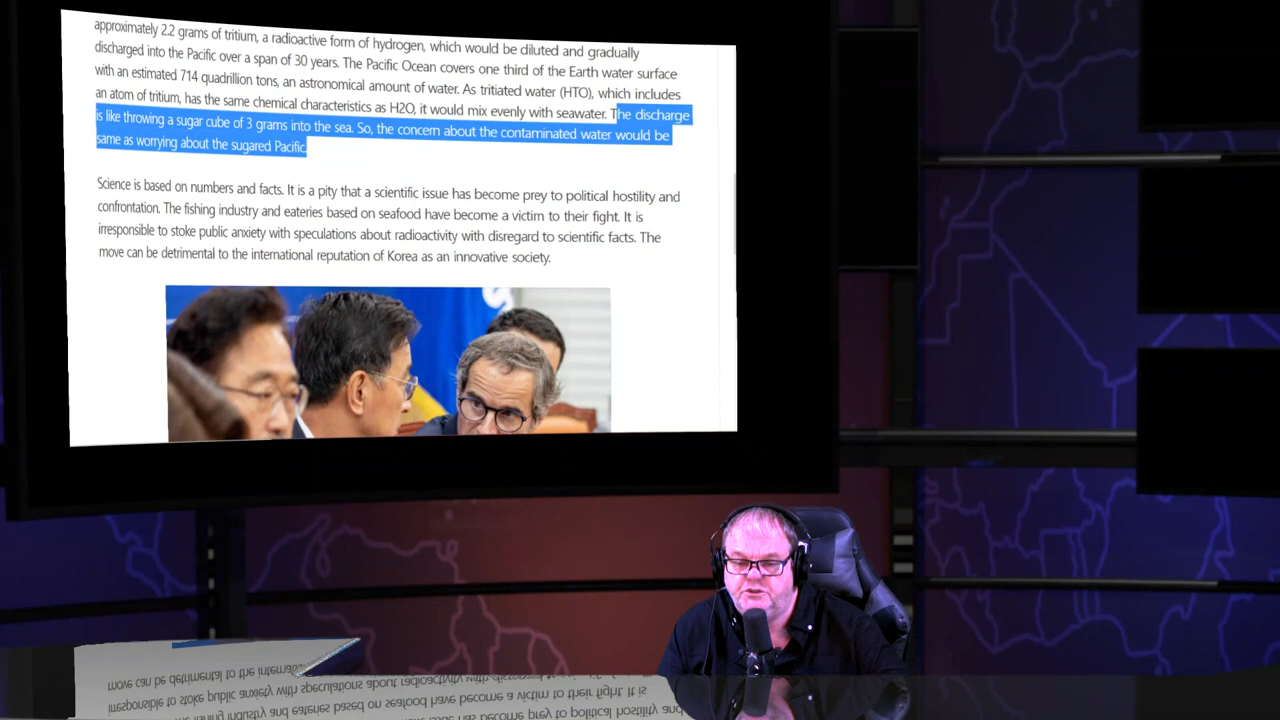 approximately 2.2 grams of tritium, a radioactive form of hydrogen, which would be diluted and gradually
discharged into the Pacific over a span of 30 years. The Pacific Ocean covers one third of the Earth water surface
with an estimated 714 quadrillion tons, an astronomical amount of water. As tritiated water (HTO), which includes
an atom of tritium, has the same chemical characteristics as H2O, it would mix evenly with seawater. The discharge
is like throwing a sugar cube of 3 grams into the sea. So, the concern about the contaminated water would be
same as worrying about the sugared Pacific.
Science is based on numbers and facts. It is a pity that a scientific issue has become prey to political hostility and
confrontation. The fishing industry and eateries based on seafood have become a victim to their fight. It is
irresponsible to stoke public anxiety with speculations about radioactivity with disregard to scientific facts. The
move can be detrimental to the international reputation of Korea as an innovative society.